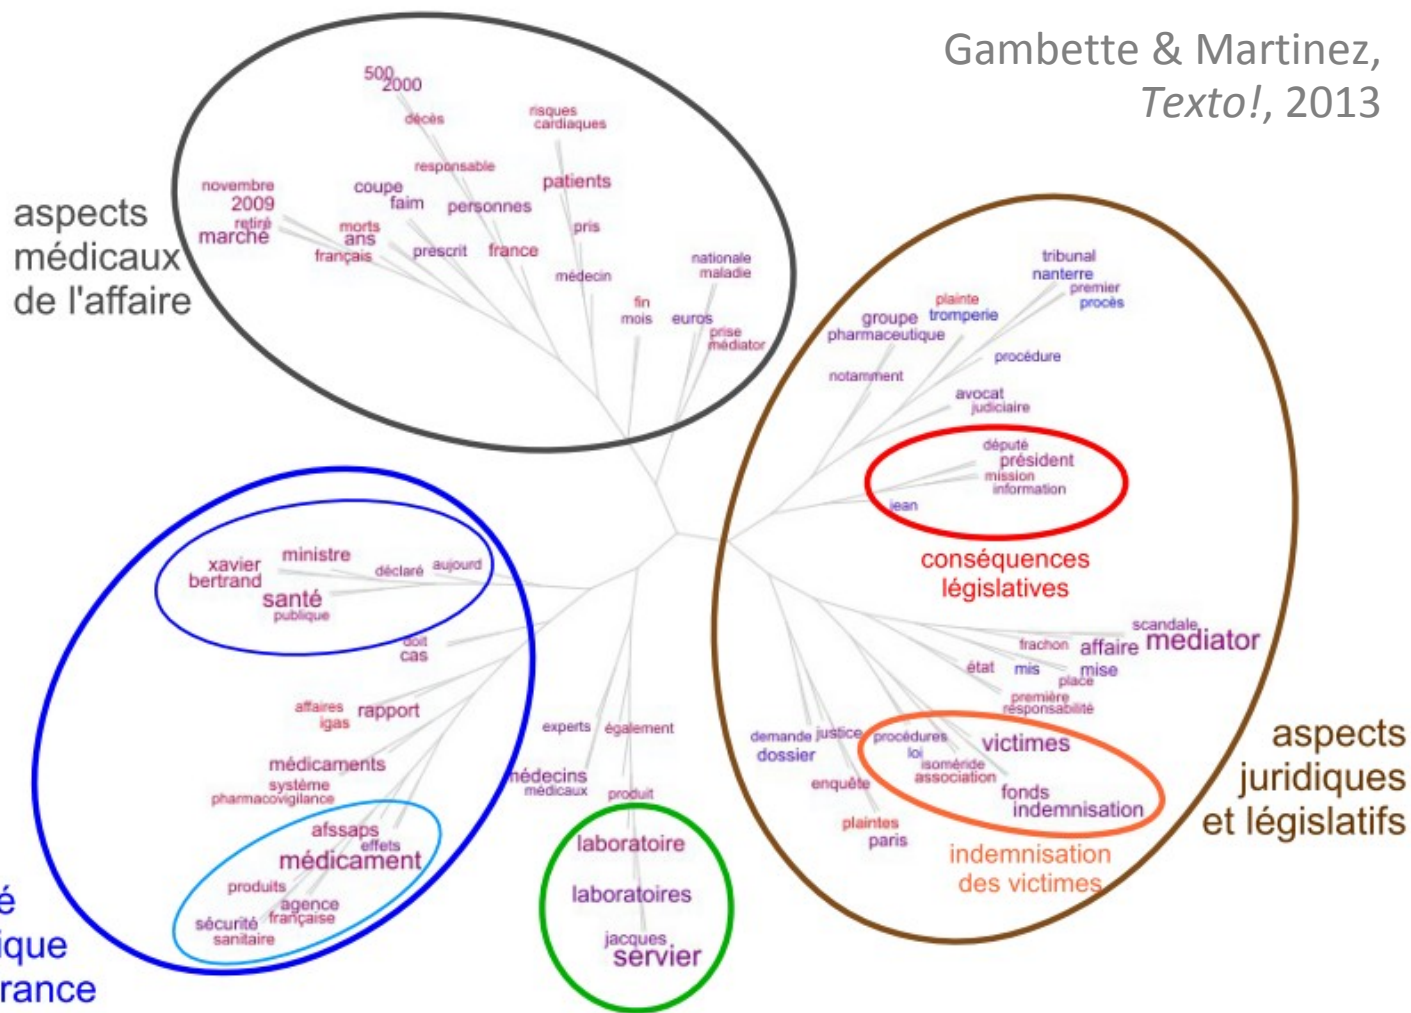 Gambette & Martinez,
Texto!, 2013
aspects
médicaux
de l'affaire
500
2000
décès
risques
cardiaques
responsable
novembre
2009
retiré
marché
coupe
faim
personnes
patients
morts
ans
français
prescrit
france
pris
médecin
nationale
maladie
fin
mois
euros
prise
médiator
tribunal
nanterre
premier
procès
plainte
tromperie
groupe
pharmaceutique
procédure
notamment
avocat
judiciaire
député
président
mission
information
jean
conséquences
législatives
scandale
mediator
affaire
frachon
état
mis
mise
place
première
responsabilité
demande
justice
dossier
procédures
loi
victimes
isoméride
association
enquête
fonds
indemnisation
plaintes
paris
indemnisation
des victimes
aspects
juridiques
et législatifs
ministre
xavier
bertrand
déclaré
aujourd
santé
publique
doit
cas
affaires
igas
rapport
médicaments
système
pharmacovigilance
afssaps
effets
médicament
produits
agence
française
sécurité
sanitaire
experts
également
médecins
médicaux
produit
laboratoire
laboratoires
jacques
servier
é
ique
rance